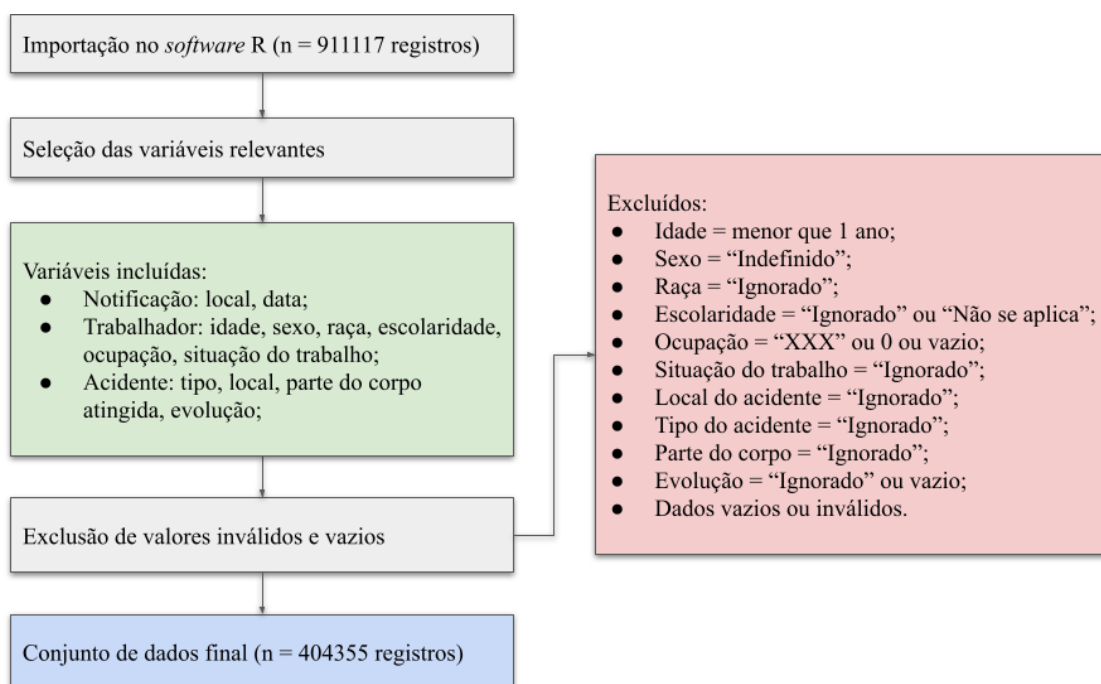 Importação no software R (n = 911117 registros)
Seleção das variáveis relevantes
Variáveis incluídas:
● Notificação: local, data;
● Trabalhador: idade, sexo, raça, escolaridade,
ocupação, situação do trabalho;
● Acidente: tipo, local, parte do corpo
atingida, evolução;
Exclusão de valores inválidos e vazios
Excluídos:
● Idade = menor que 1 ano;
● Sexo = “Indefinido”;
● Raça = “Ignorado”;
● Escolaridade = “Ignorado” ou “Não se aplica”;
● Ocupação = “XXX” ou 0 ou vazio;
● Situação do trabalho = “Ignorado”;
● Local do acidente = “Ignorado”;
● Tipo do acidente = “Ignorado”;
● Parte do corpo = “Ignorado”;
● Evolução = “Ignorado” ou vazio;
● Dados vazios ou inválidos.
Conjunto de dados final (n = 404355 registros)